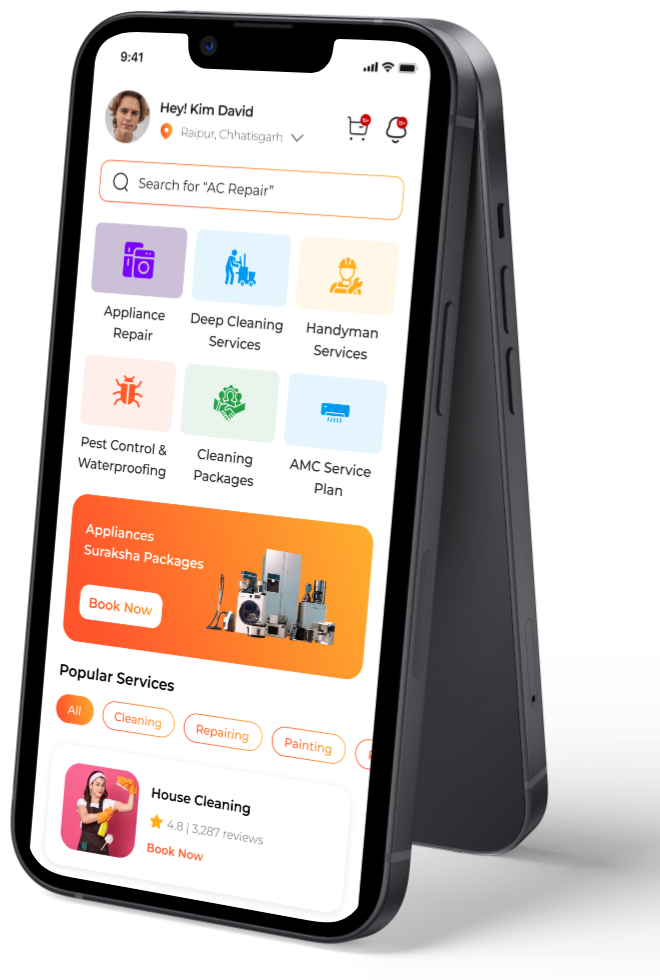 9:41
Hey! Kim David
Raipur, Chhatisgarh
Search for “AC Repair”
Appliance
Repair
Deep Cleaning
Services
Handyman
Services
Pest Control &
Waterproofing
Cleaning
Packages
AMC Service
Plan
Appliances
Suraksha Packages
Book Now
Popular Services
All
Cleaning
Repairing
Painting
House Cleaning
4.8 | 3,287 reviews
Book Now